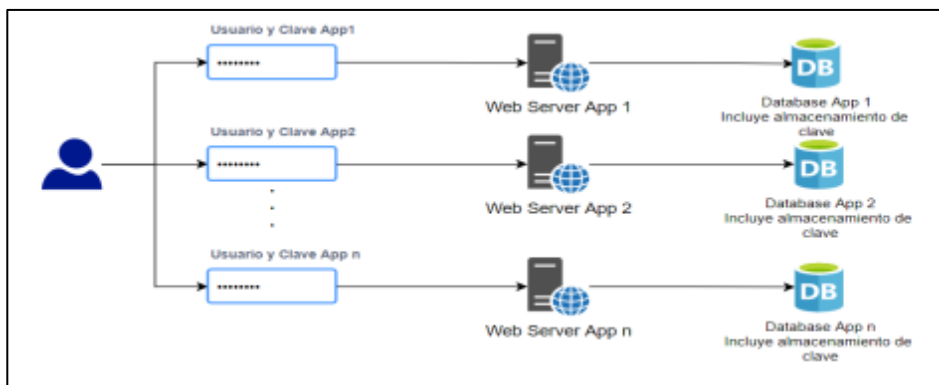 Usuario y Clave App1
••••••••
DB
Web Server App 1
Database App 1
Incluye almacenamiento de
clave
Usuario y Clave App2
••••••••
DB
Web Server App 2
Database App 2
Incluye almacenamiento de
clave
Usuario y Clave App n
••••••••
DB
Web Server App n
Database App n
Incluye almacenamiento de
clave